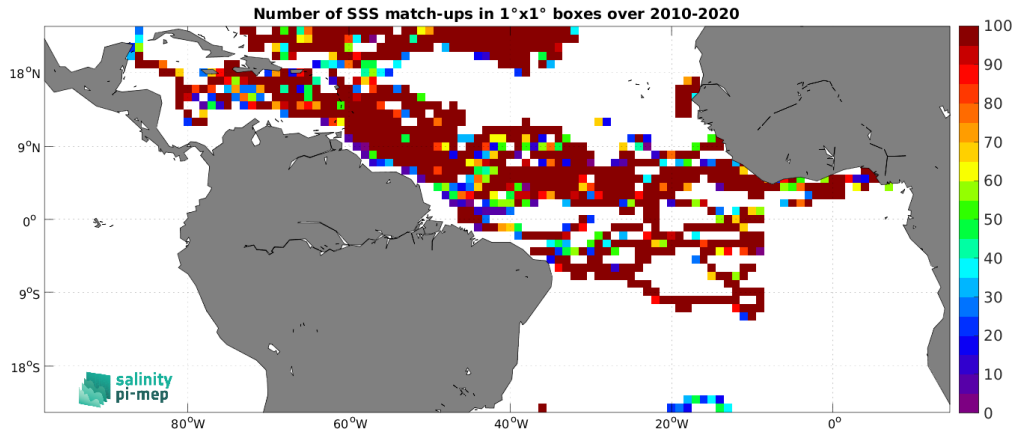 Number of SSS match-ups in 1°x1° boxes over 2010-2020
18°N
9°N
0°
9°S
18°S
80°W
60°W
40°W
20°W
0°
100
90
80
70
60
50
40
30
20
10
0
salinity
pi-mep